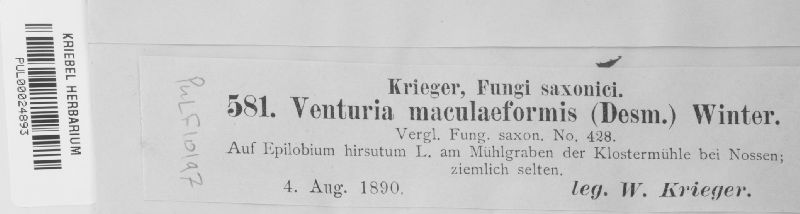 KRIEBEL HERBARIUM
PUL00024893
PULF10197
Krieger, Fungi saxonici.
581. Venturia maculaeformis (Desm.) Winter.
Vergl. Fung. saxon. No. 428.
Auf Epilobium hirsutum L. am Mühlgraben der Klostermühle bei Nossen;
ziemlich selten.
4. Aug. 1890. leg. W. Krieger.